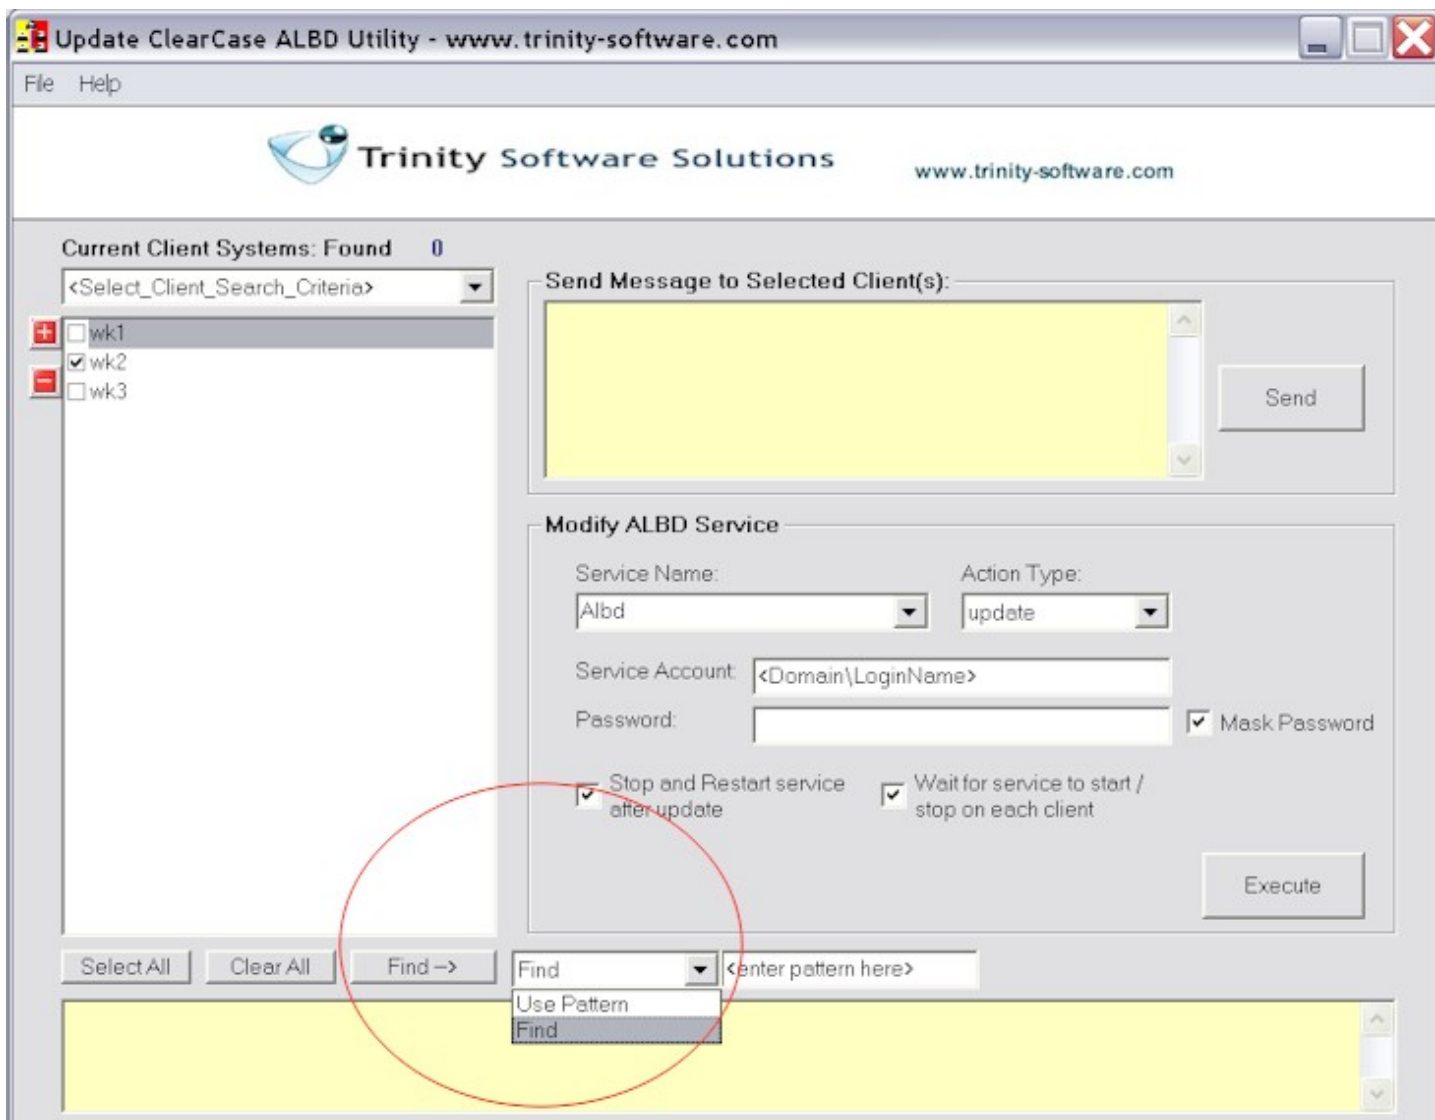 Update ClearCase ALBD Utility - www.trinity-software.com
File Help
Trinity Software Solutions
www.trinity-software.com
Current Client Systems: Found 0
<Select_Client_Search_Criteria>
wk1
wk2
wk3
Send Message to Selected Client(s):
Send
Modify ALBD Service
Service Name:
Action Type:
Albd
update
Service Account:
<Domain\LoginName>
Password:
Mask Password
Stop and Restart service
after update
Wait for service to start /
stop on each client
Execute
Select All
Clear All
Find -->
Find
<enter pattern here>
Use Pattern
Find